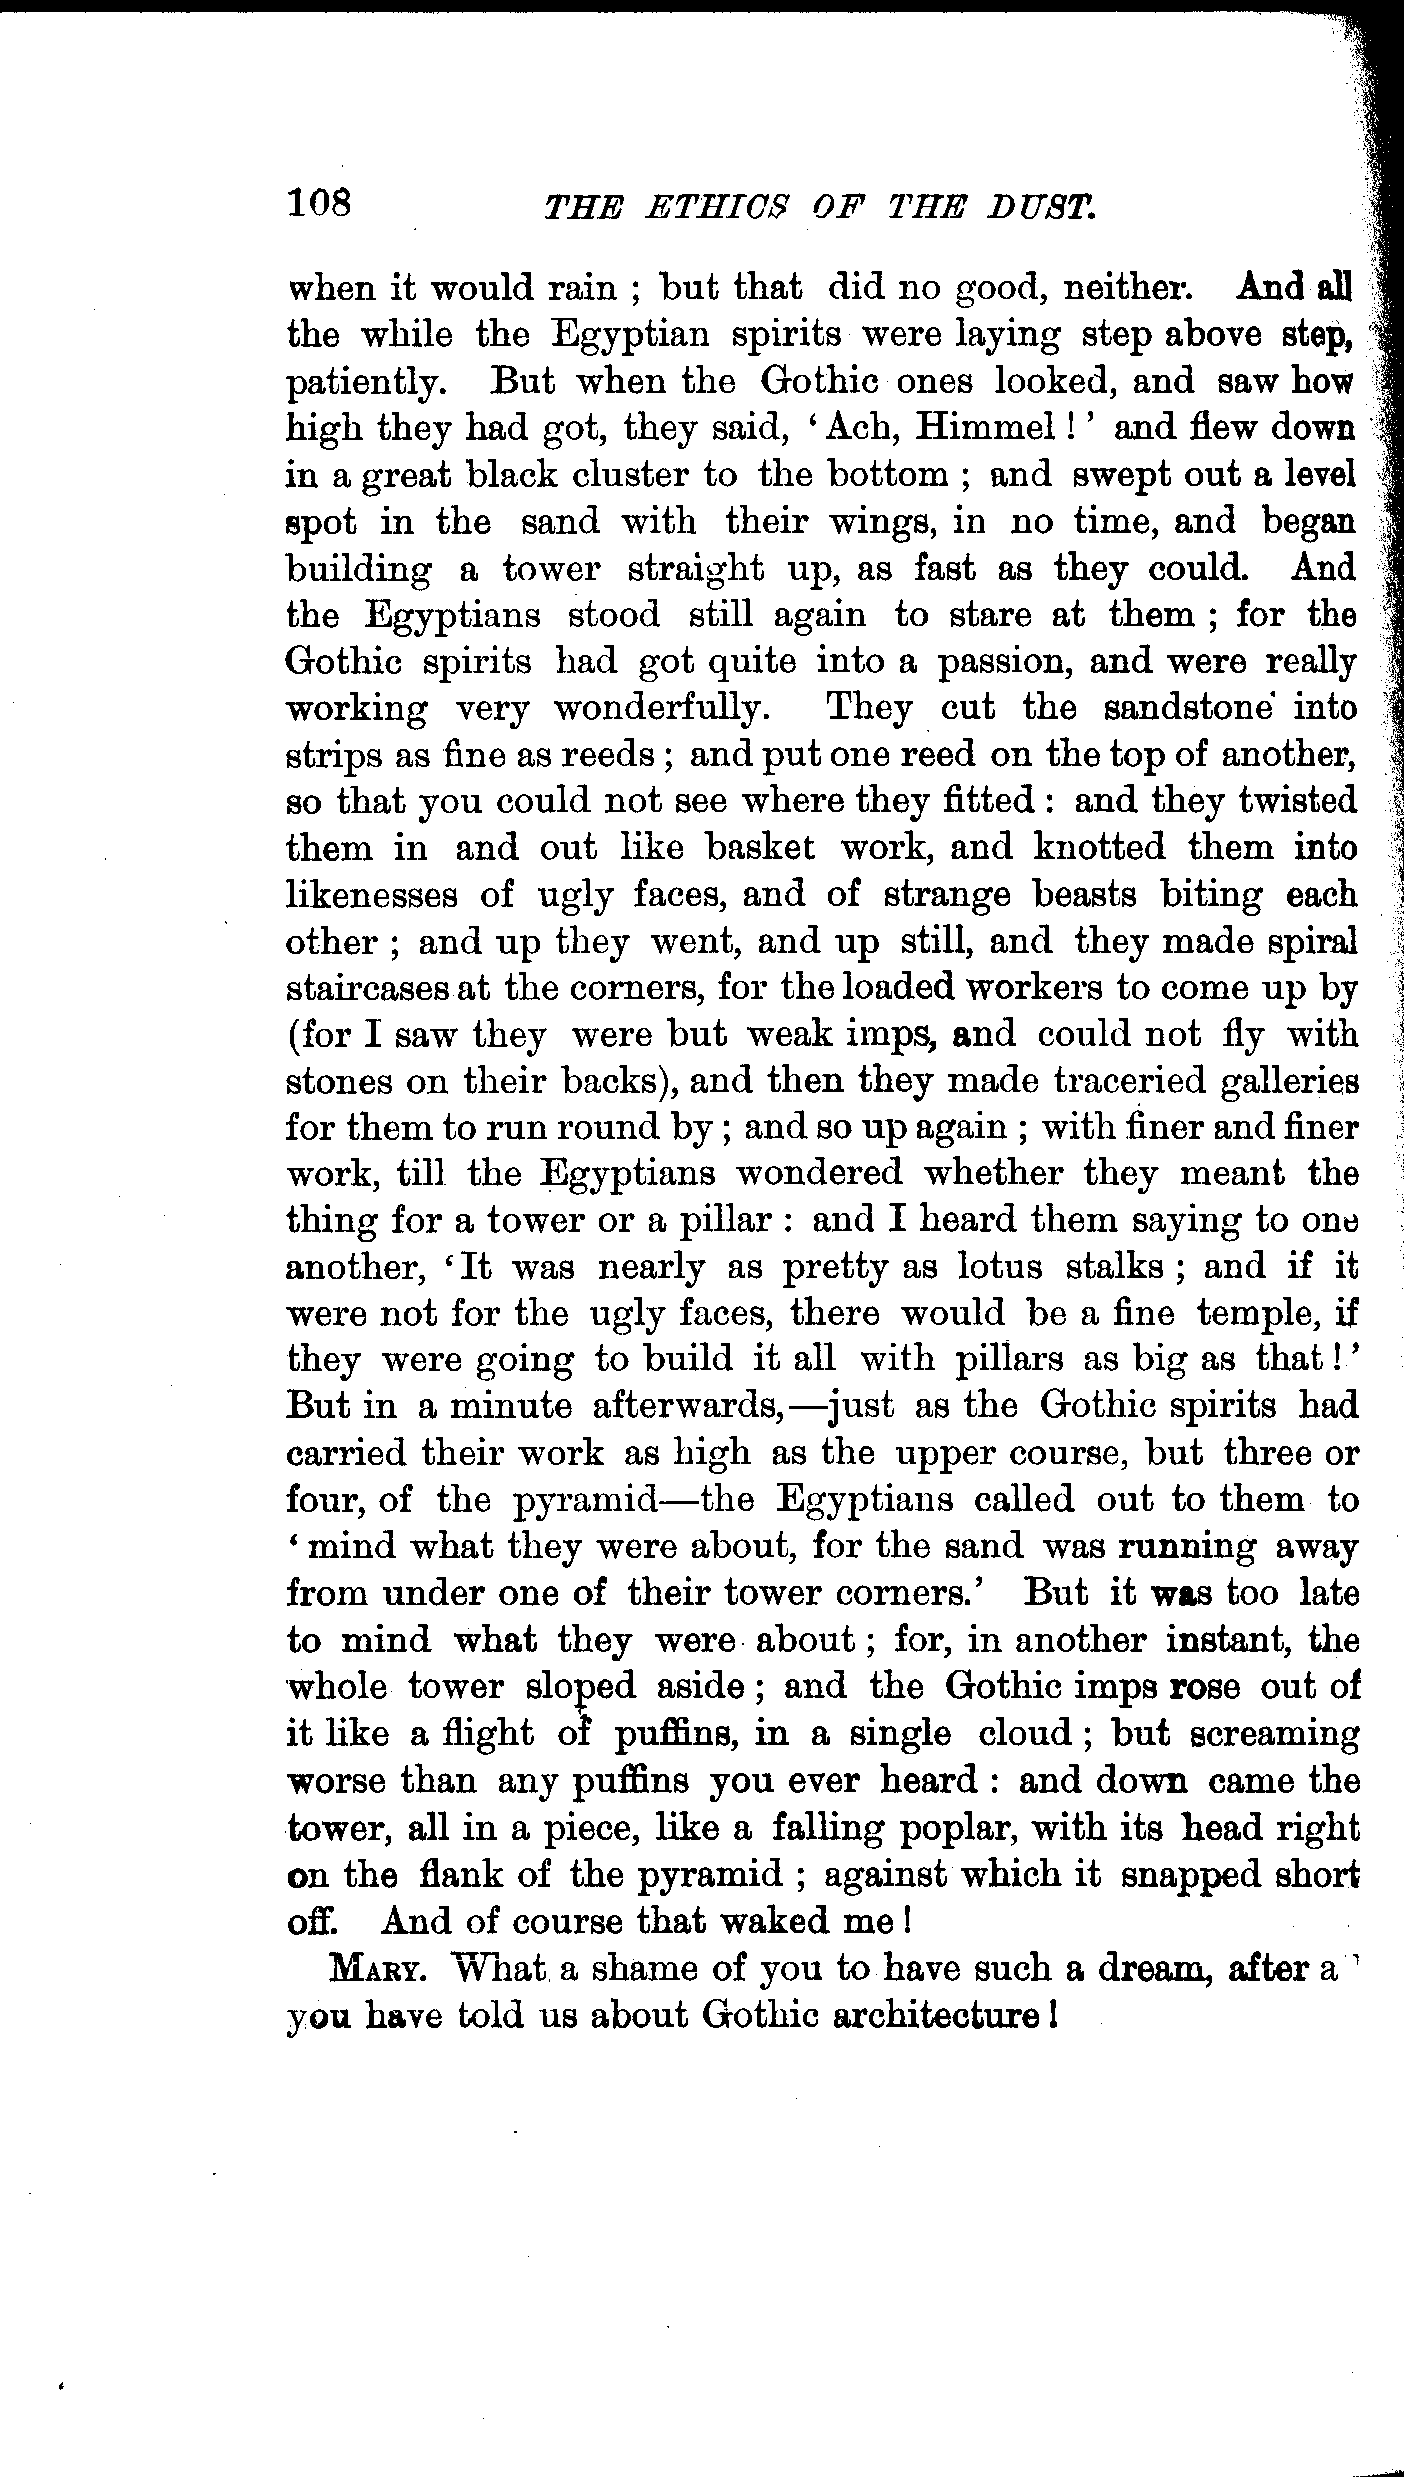 108 THE ETHICS OF THE DUST.
when it would rain ; but that did no good, neither. And all
the while the Egyptian spirits were laying step above step,
patiently. But when the Gothic ones looked, and saw how
high they had got, they said, ‘ Ach, Himmel ! ’ and flew down
in a great black cluster to the bottom ; and swept out a level
spot in the sand with their wings, in no time, and began
building a tower straight up, as fast as they could. And
the Egyptians stood still again to stare at them ; for the
Gothic spirits had got quite into a passion, and were really
working very wonderfully. They cut the sandstone into
strips as fine as reeds ; and put one reed on the top of another,
so that you could not see where they fitted : and they twisted
them in and out like basket work, and knotted them into
likenesses of ugly faces, and of strange beasts biting each
other ; and up they went, and up still, and they made spiral
staircases at the corners, for the loaded workers to come up by
(for I saw they were but weak imps, and could not fly with
stones on their backs), and then they made traceried galleries
for them to run round by ; and so up again ; with finer and finer
work, till the Egyptians wondered whether they meant the
thing for a tower or a pillar : and I heard them saying to one
another, ‘It was nearly as pretty as lotus stalks ; and if it
were not for the ugly faces, there would be a fine temple, if
they were going to build it all with pillars as big as that ! ’
But in a minute afterwards,—just as the Gothic spirits had
carried their work as high as the upper course, but three or
four, of the pyramid—the Egyptians called out to them to
‘ mind what they were about, for the sand was running away
from under one of their tower corners.’ But it was too late
to mind what they were about ; for, in another instant, the
whole tower sloped aside ; and the Gothic imps rose out of
it like a flight of puffins, in a single cloud ; but screaming
worse than any puffins you ever heard : and down came the
tower, all in a piece, like a falling poplar, with its head right
on the flank of the pyramid ; against which it snapped short
off. And of course that waked me !
MARY. What a shame of you to have such a dream, after a
you have told us about Gothic architecture !